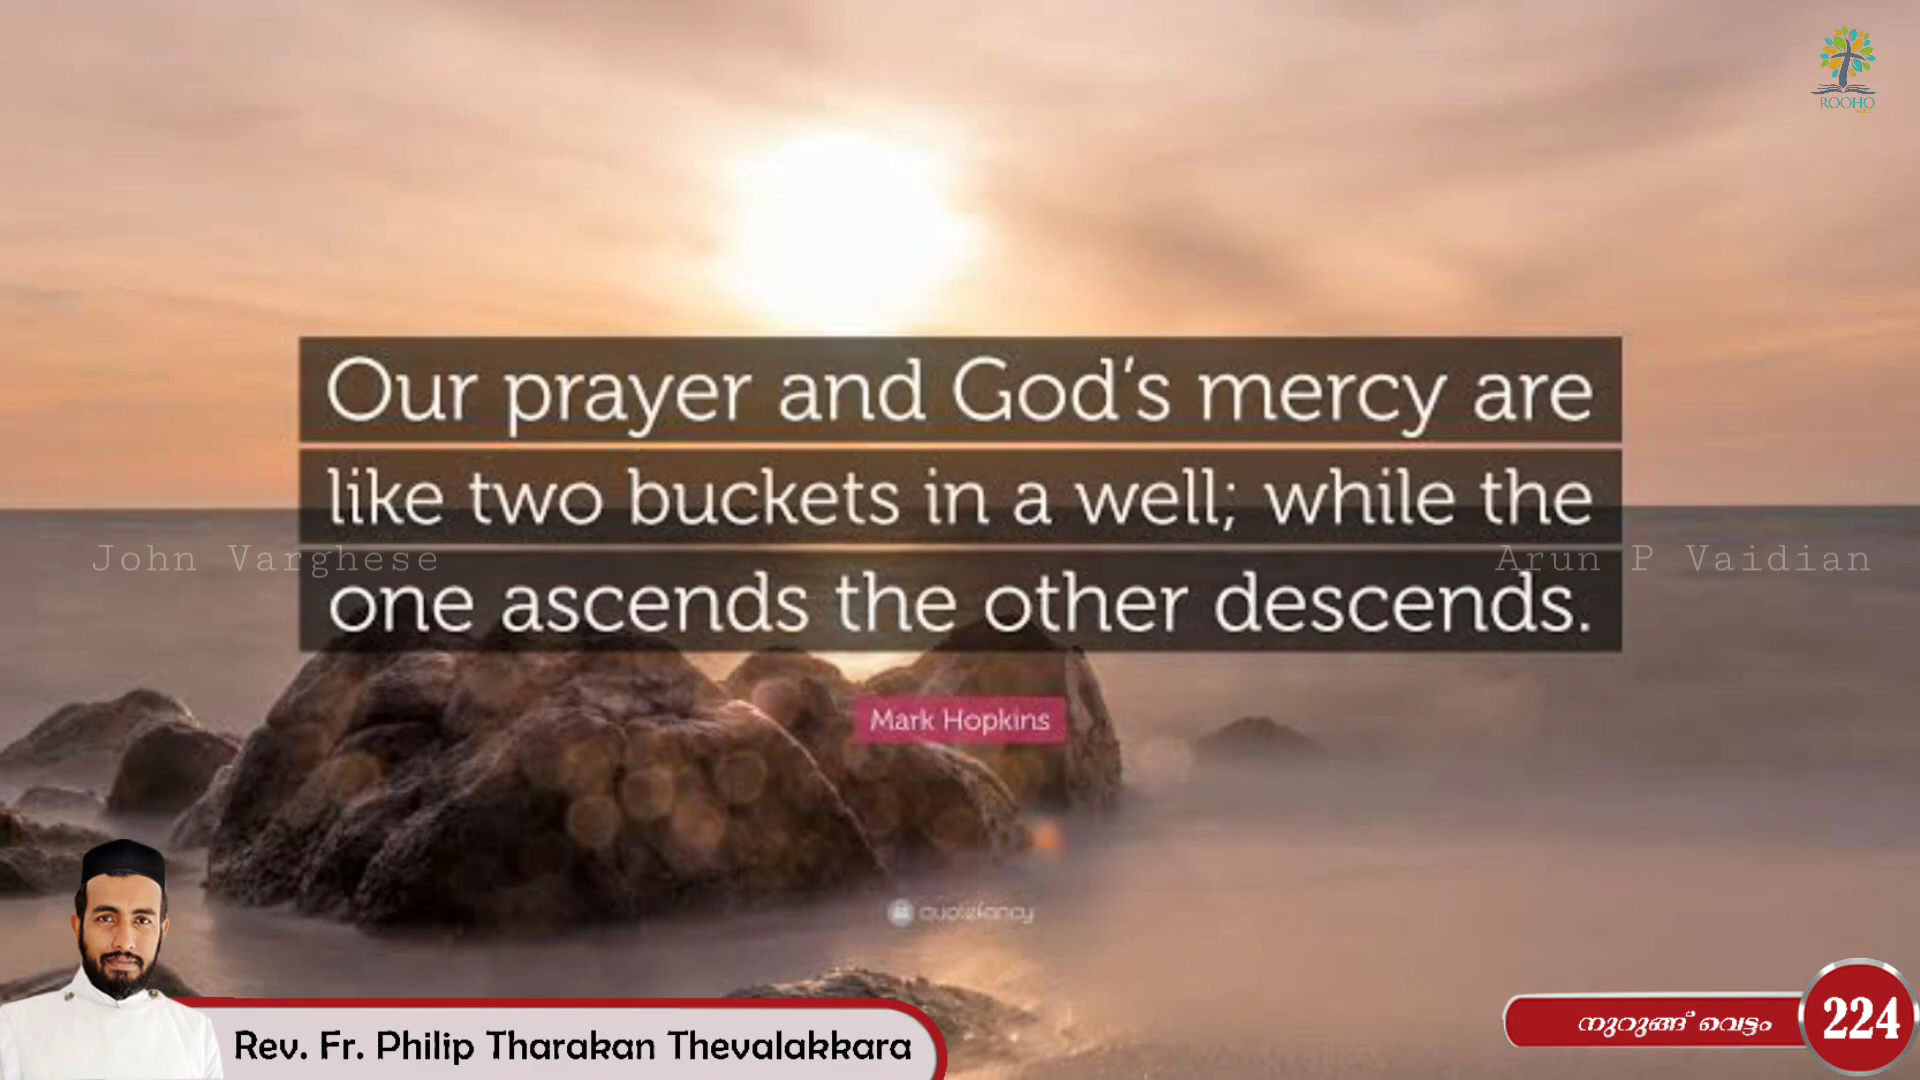 ROOHO
Our prayer and God's mercy are
like two buckets in a well; while the
one ascends the other descends.
John Varghese
Arun P Vaidian
Mark Hopkins
quotefancy
Rev. Fr. Philip Tharakan Thevalakkara
നുറുങ്ങ് വെട്ടം
224